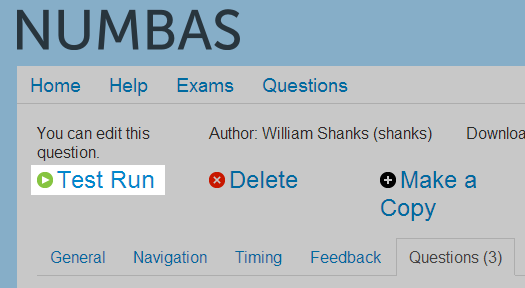 NUMBAS
Home Help Exams Questions
You can edit this question. Author: William Shanks (shanks)
Test Run Delete Make a Copy
General Navigation Timing Feedback Questions (3)